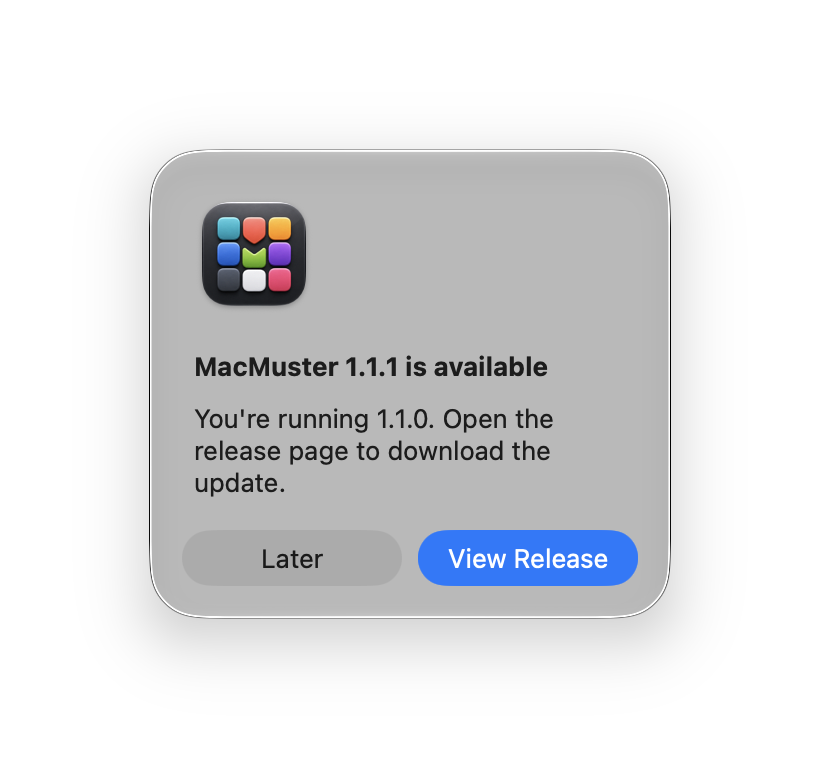 MacMuster 1.1.1 is available
You're running 1.1.0. Open the
release page to download the
update.
Later
View Release